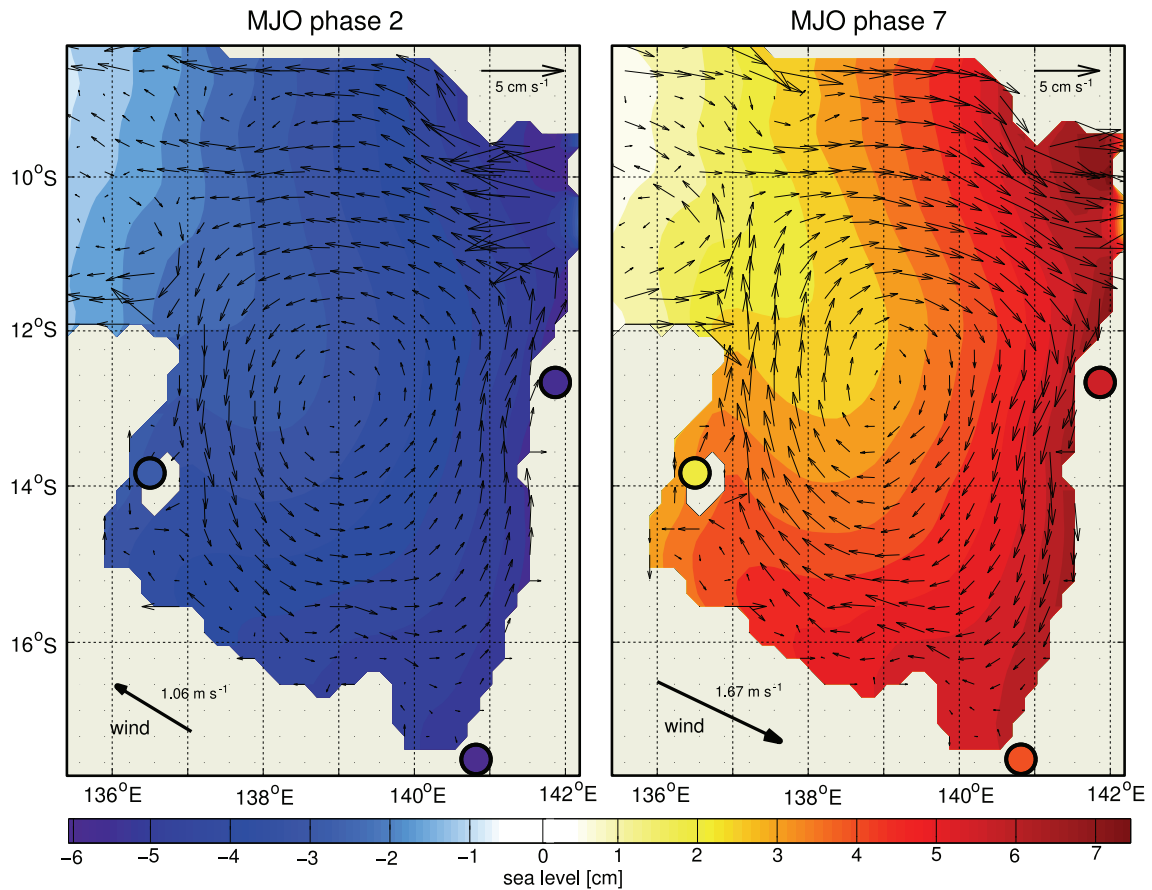 MJO phase 2
MJO phase 7
5 cm s⁻¹
5 cm s⁻¹
10°S
12°S
14°S
16°S
1.06 m s⁻¹
wind
1.67 m s⁻¹
wind
136°E 138°E 140°E 142°E
136°E 138°E 140°E 142°E
−6 −5 −4 −3 −2 −1 0 1 2 3 4 5 6 7
sea level [cm]